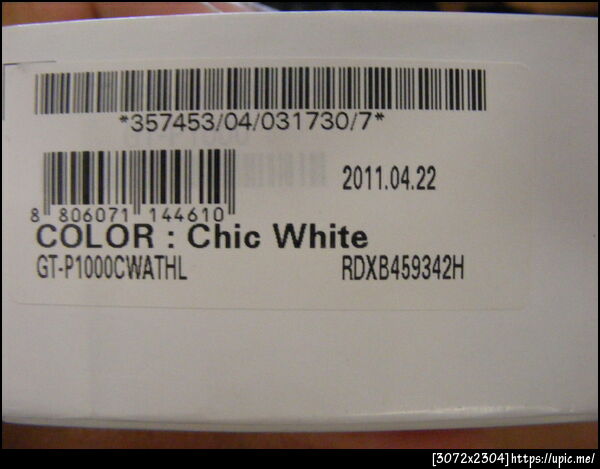 *357453/04/031730/7*
2011.04.22
8 806071 144610
COLOR : Chic White
GT-P1000CWATHL RDXB459342H
[3072x2304]https://upic.me/